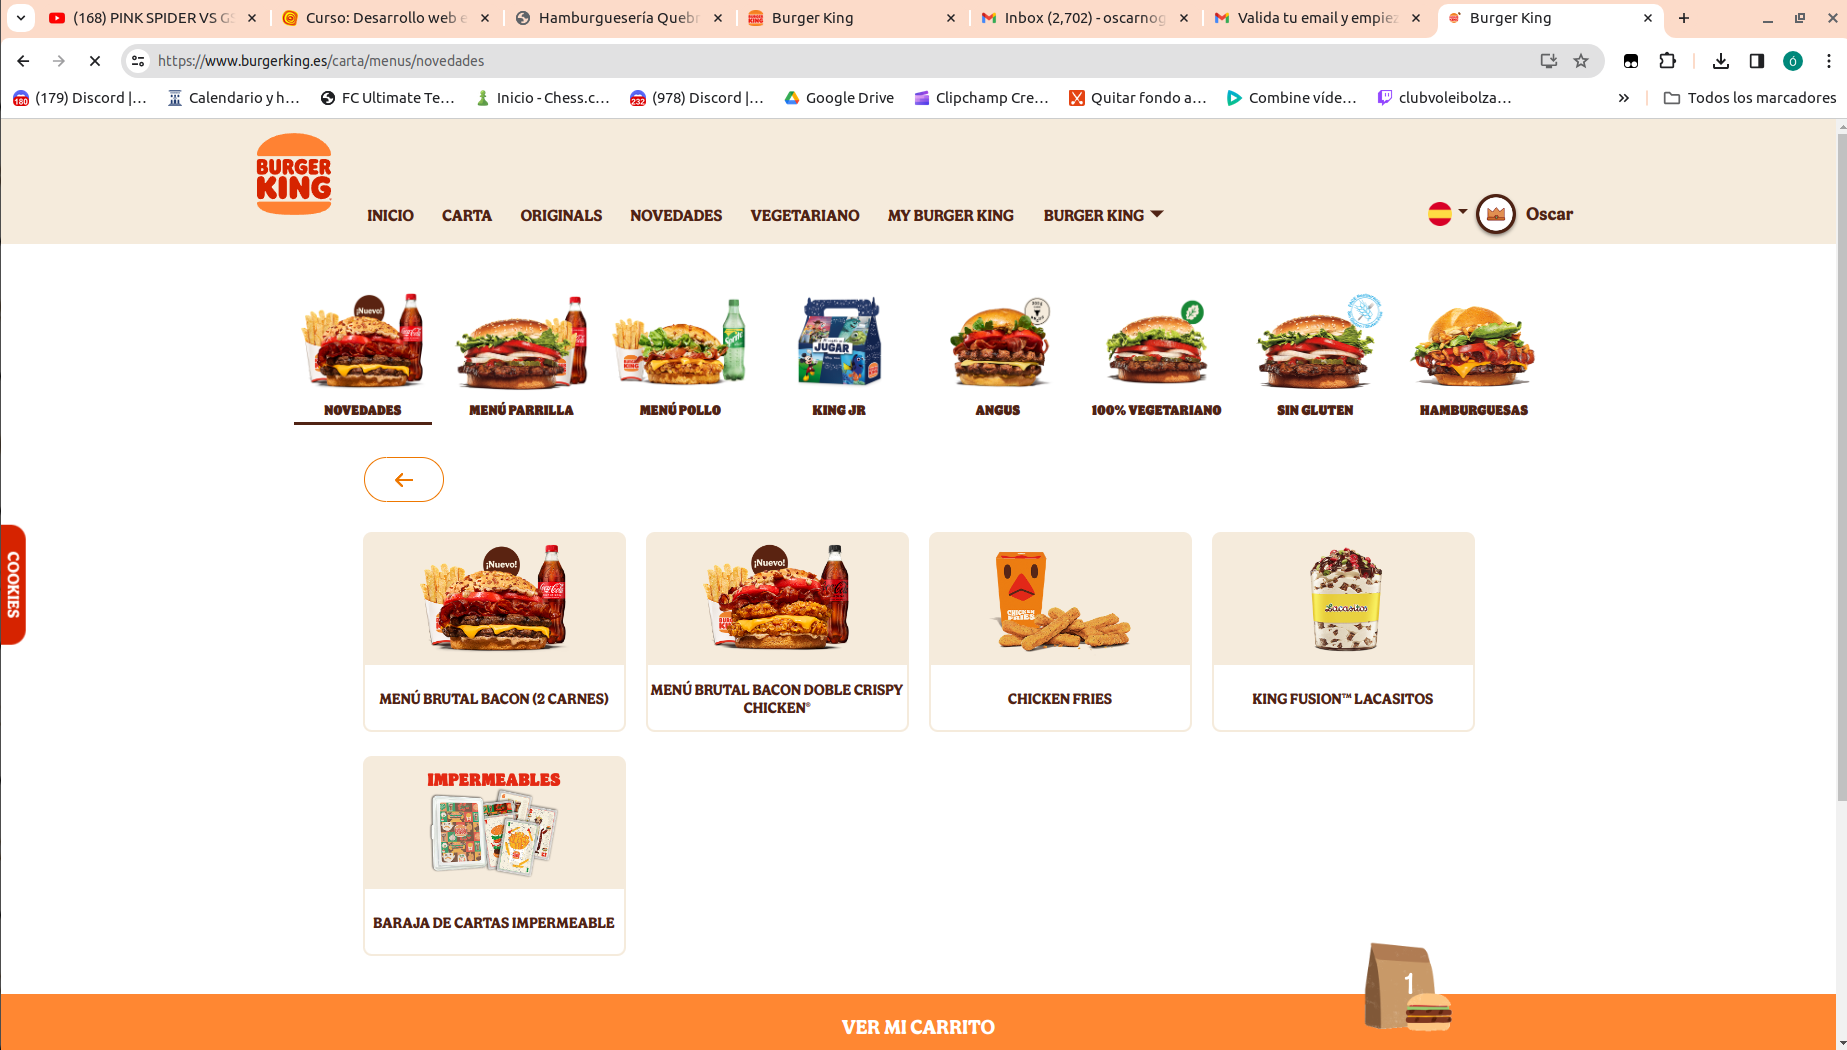 (168) PINK SPIDER VS GS
Curso: Desarrollo web e
Hamburguesería Quebr
Burger King
Inbox (2,702) - oscarnog
Valida tu email y empiez
Burger King
https://www.burgerking.es/carta/menus/novedades
Ó
180
(179) Discord |...
Calendario y h...
FC Ultimate Te...
Inicio - Chess.c...
232
(978) Discord |...
Google Drive
Clipchamp Cre...
Quitar fondo a...
Combine víde...
clubvoleibolza...
»
Todos los marcadores
BURGER
KING
INICIO
CARTA
ORIGINALS
NOVEDADES
VEGETARIANO
MY BURGER KING
BURGER KING
Oscar
¡Nuevo!
JUGAR
NOVEDADES
MENÚ PARRILLA
MENÚ POLLO
KING JR
ANGUS
100% VEGETARIANO
SIN GLUTEN
HAMBURGUESAS
COOKIES
¡Nuevo!
¡Nuevo!
CHICKEN
FRIES
Lacasitos
MENÚ BRUTAL BACON (2 CARNES)
MENÚ BRUTAL BACON DOBLE CRISPY
CHICKEN®
CHICKEN FRIES
KING FUSION™ LACASITOS
IMPERMEABLES
BARAJA DE CARTAS IMPERMEABLE
1
VER MI CARRITO